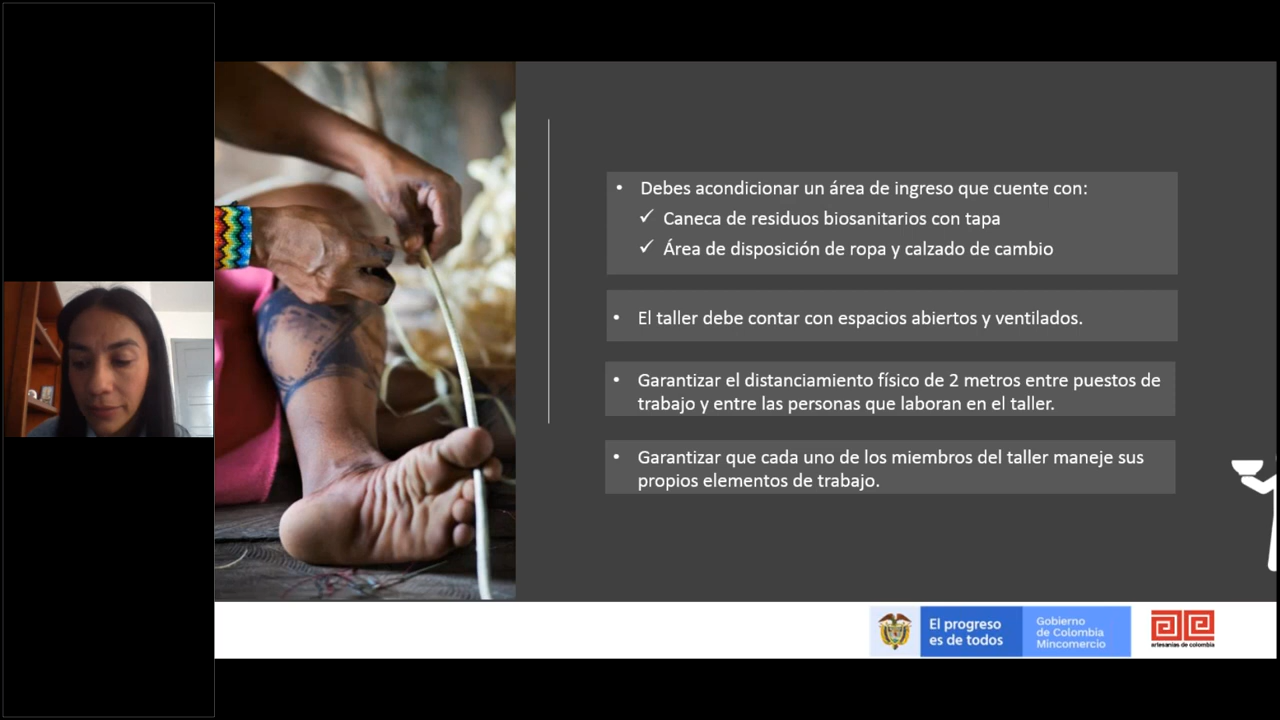 • Debes acondicionar un área de ingreso que cuente con:
✓ Caneca de residuos biosanitarios con tapa
✓ Área de disposición de ropa y calzado de cambio
• El taller debe contar con espacios abiertos y ventilados.
• Garantizar el distanciamiento físico de 2 metros entre puestos de
trabajo y entre las personas que laboran en el taller.
• Garantizar que cada uno de los miembros del taller maneje sus
propios elementos de trabajo.
El progreso
es de todos
Gobierno
de Colombia
Mincomercio
artesanías de colombia